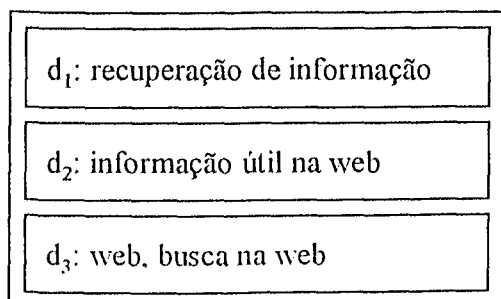 d₁: recuperação de informação
d₂: informação útil na web
d₃: web, busca na web